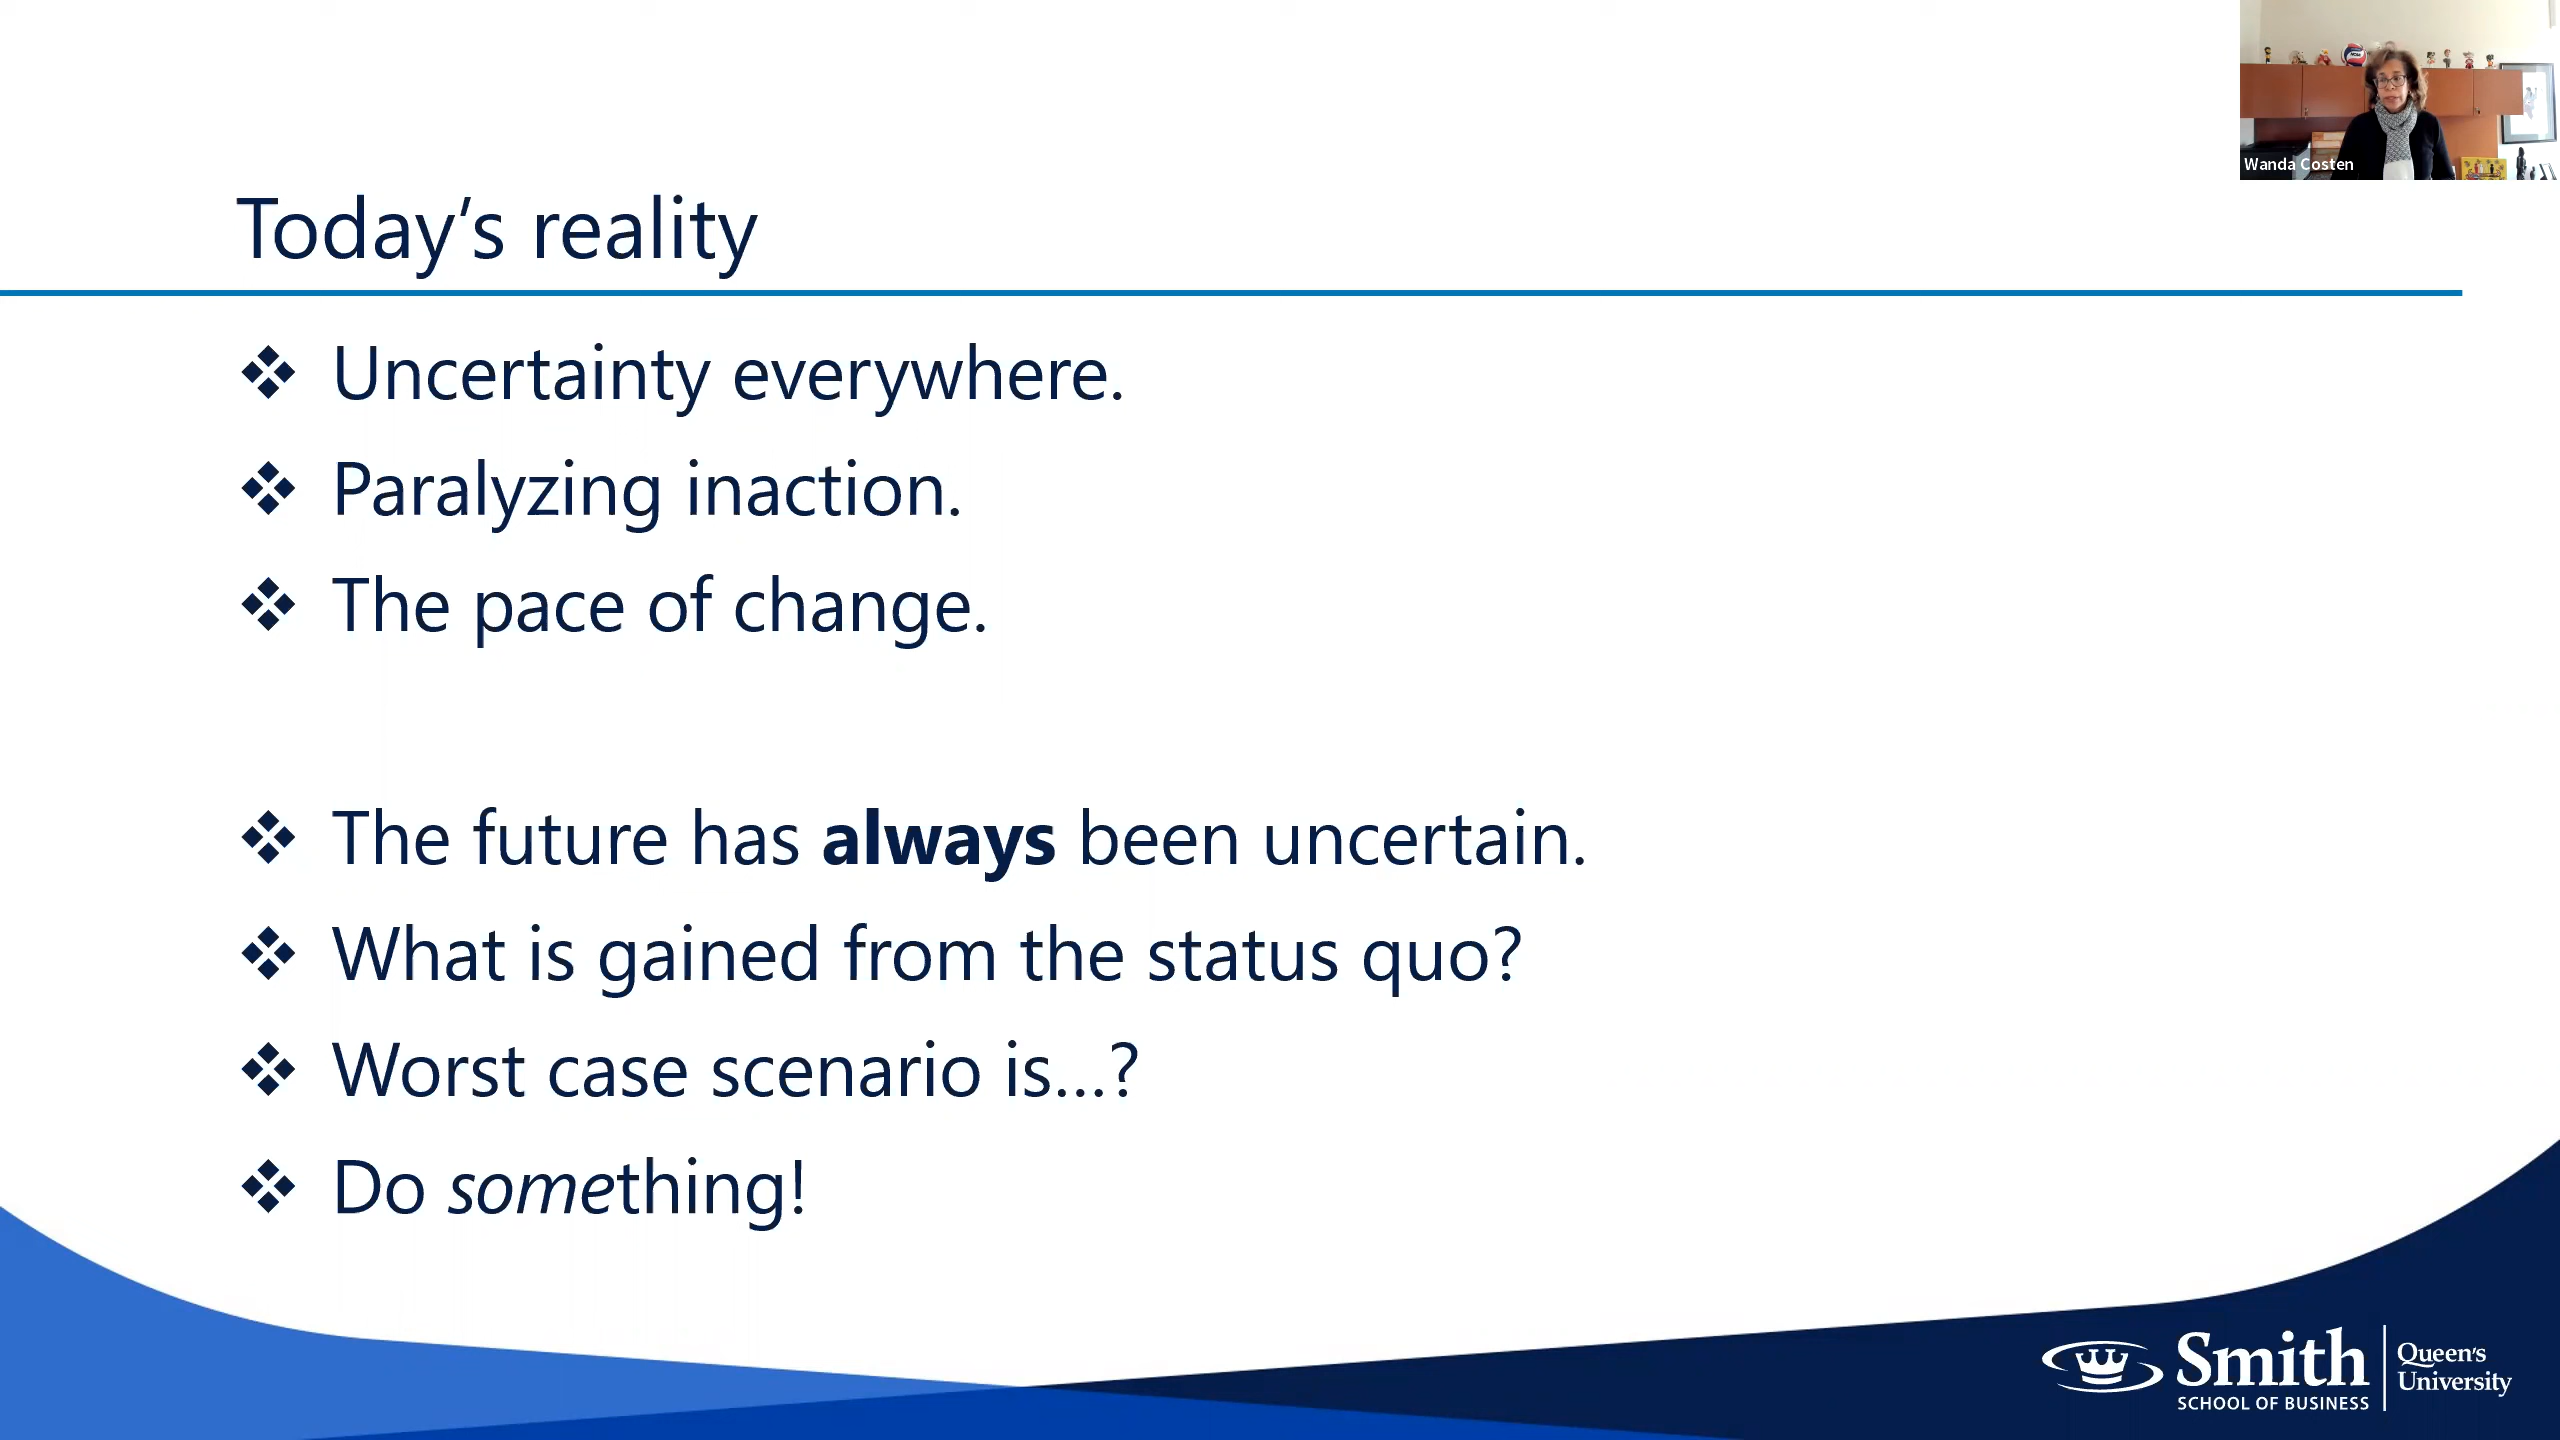 Wanda Costen
Today's reality
❖ Uncertainty everywhere.
❖ Paralyzing inaction.
❖ The pace of change.
❖ The future has always been uncertain.
❖ What is gained from the status quo?
❖ Worst case scenario is...?
❖ Do something!
Smith
SCHOOL OF BUSINESS
Queen's
University